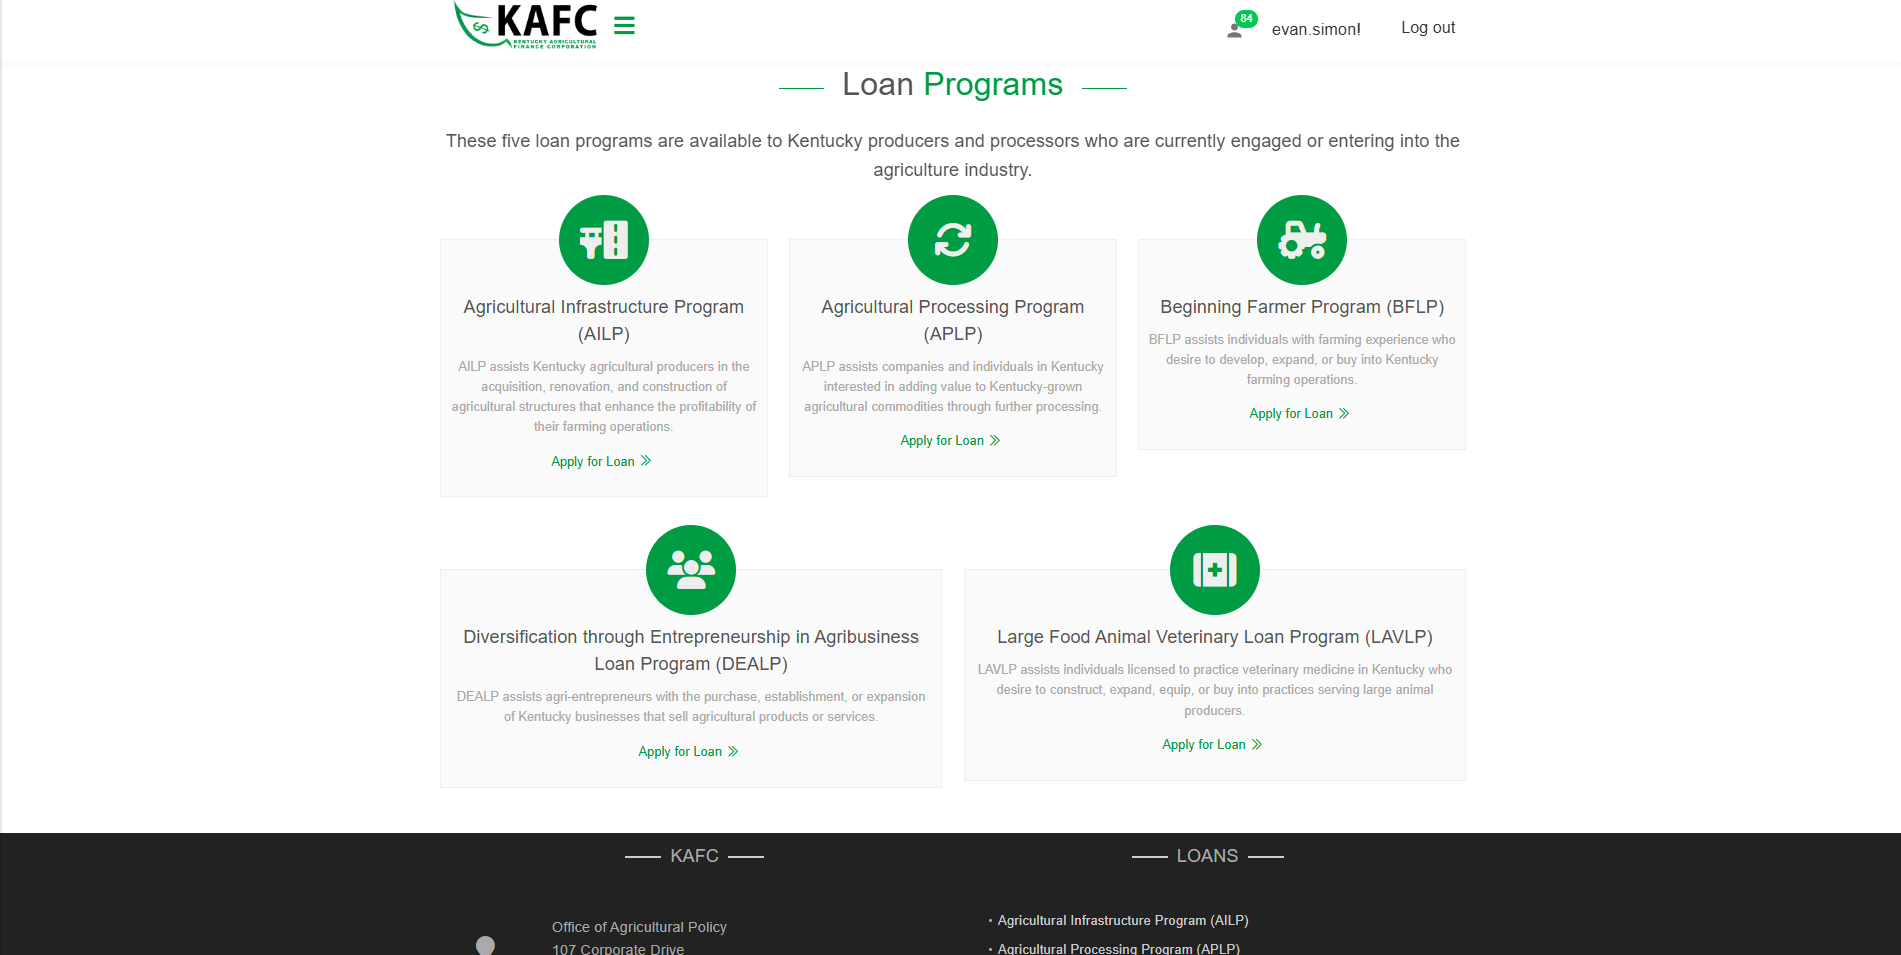 KAFC
KENTUCKY AGRICULTURAL
FINANCE CORPORATION
84
evan.simon!
Log out
Loan Programs
These five loan programs are available to Kentucky producers and processors who are currently engaged or entering into the
agriculture industry.
Agricultural Infrastructure Program
(AILP)
AILP assists Kentucky agricultural producers in the
acquisition, renovation, and construction of
agricultural structures that enhance the profitability of
their farming operations.
Apply for Loan
Agricultural Processing Program
(APLP)
APLP assists companies and individuals in Kentucky
interested in adding value to Kentucky-grown
agricultural commodities through further processing.
Apply for Loan
Beginning Farmer Program (BFLP)
BFLP assists individuals with farming experience who
desire to develop, expand, or buy into Kentucky
farming operations.
Apply for Loan
Diversification through Entrepreneurship in Agribusiness
Loan Program (DEALP)
DEALP assists agri-entrepreneurs with the purchase, establishment, or expansion
of Kentucky businesses that sell agricultural products or services.
Apply for Loan
Large Food Animal Veterinary Loan Program (LAVLP)
LAVLP assists individuals licensed to practice veterinary medicine in Kentucky who
desire to construct, expand, equip, or buy into practices serving large animal
producers.
Apply for Loan
KAFC
Office of Agricultural Policy
107 Corporate Drive
LOANS
• Agricultural Infrastructure Program (AILP)
• Agricultural Processing Program (APLP)